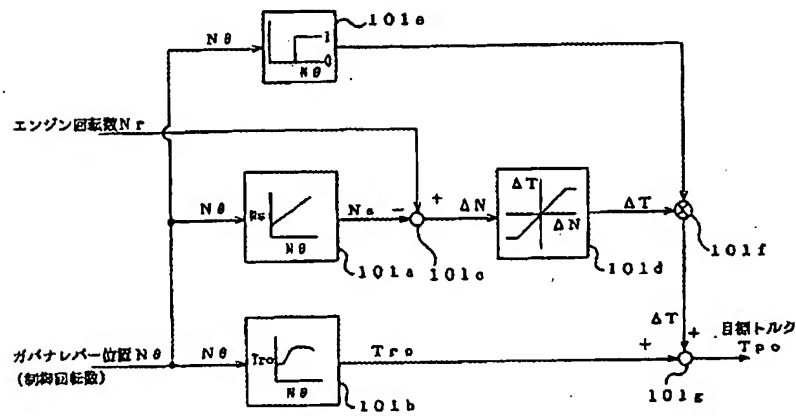 101e
Nθ
1
0
Nθ
エンジン回転数Nr
Nθ
Ns
Nθ
101a
Ns
−
+
101c
ΔN
ΔT
ΔN
101d
ΔT
101f
ガバナレバー位置Nθ
(制御回転数)
Nθ
Tro
Nθ
101b
Tro
ΔT
+
+
101g
目標トルク
Tpo